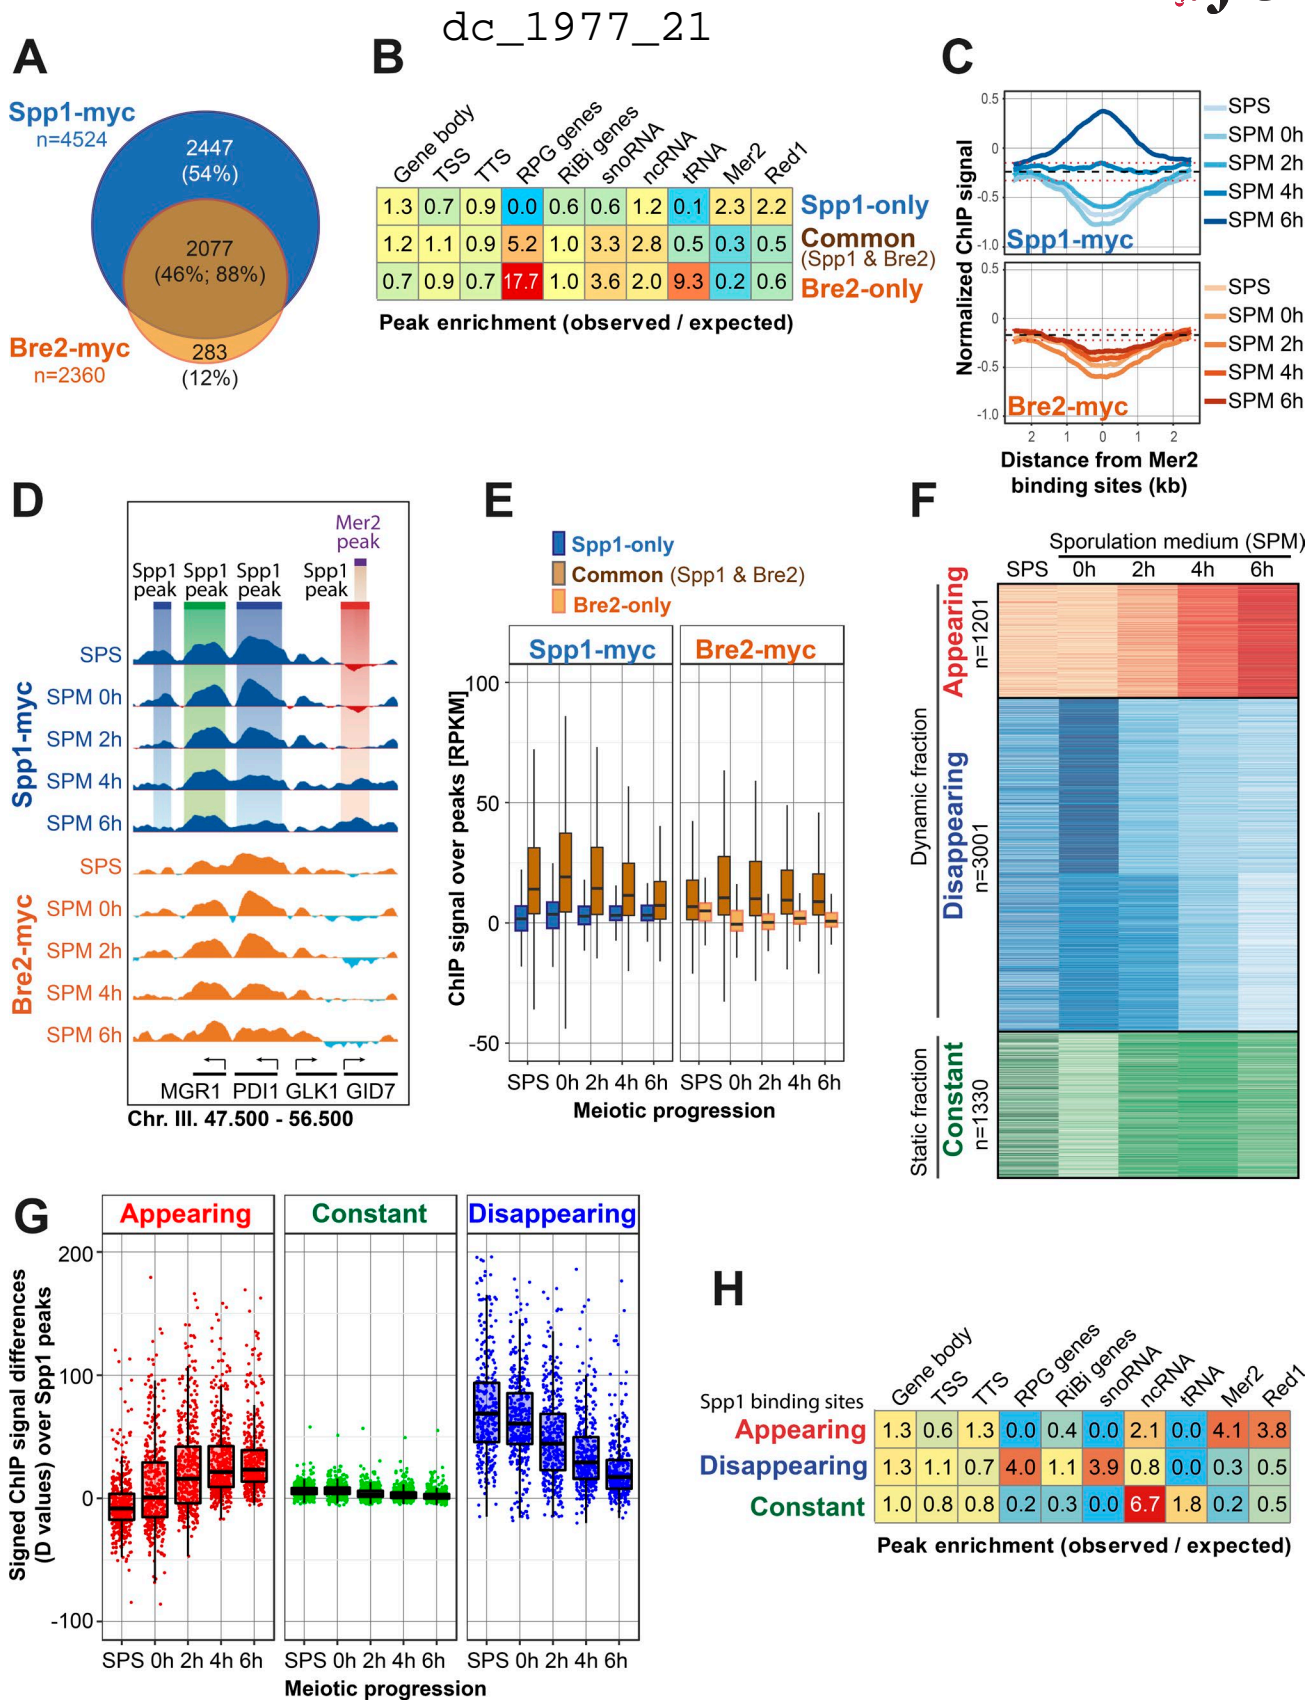 dc_1977_21
A
Spp1-myc
n=4524
2447
(54%)
2077
(46%; 88%)
Bre2-myc
n=2360
283
(12%)
B
Gene body
TSS
TTS
RPG genes
RiBi genes
snoRNA
ncRNA
tRNA
Mer2
Red1
1.3 0.7 0.9 0.0 0.6 0.6 1.2 0.1 2.3 2.2 Spp1-only
1.2 1.1 0.9 5.2 1.0 3.3 2.8 0.5 0.3 0.5 Common
(Spp1 & Bre2)
0.7 0.9 0.7 17.7 1.0 3.6 2.0 9.3 0.2 0.6 Bre2-only
Peak enrichment (observed / expected)
C
Normalized ChIP signal
0.5
0
-0.5
-1.0
Spp1-myc
SPS
SPM 0h
SPM 2h
SPM 4h
SPM 6h
0.5
0
-0.5
-1.0
Bre2-myc
SPS
SPM 0h
SPM 2h
SPM 4h
SPM 6h
2 1 0 1 2
Distance from Mer2
binding sites (kb)
D
Mer2
peak
Spp1 Spp1 Spp1 Spp1
peak peak peak peak
Spp1-myc
SPS
SPM 0h
SPM 2h
SPM 4h
SPM 6h
Bre2-myc
SPS
SPM 0h
SPM 2h
SPM 4h
SPM 6h
MGR1 PDI1 GLK1 GID7
Chr. III. 47.500 - 56.500
E
Spp1-only
Common (Spp1 & Bre2)
Bre2-only
Spp1-myc Bre2-myc
ChIP signal over peaks [RPKM]
100
50
0
-50
SPS 0h 2h 4h 6h SPS 0h 2h 4h 6h
Meiotic progression
F
Sporulation medium (SPM)
SPS 0h 2h 4h 6h
Dynamic fraction
Appearing
n=1201
Disappearing
n=3001
Static fraction
Constant
n=1330
G
Appearing Constant Disappearing
Signed ChIP signal differences
(D values) over Spp1 peaks
200
100
0
-100
SPS 0h 2h 4h 6h SPS 0h 2h 4h 6h SPS 0h 2h 4h 6h
Meiotic progression
H
Gene body
TSS
TTS
RPG genes
RiBi genes
snoRNA
ncRNA
tRNA
Mer2
Red1
Spp1 binding sites
Appearing 1.3 0.6 1.3 0.0 0.4 0.0 2.1 0.0 4.1 3.8
Disappearing 1.3 1.1 0.7 4.0 1.1 3.9 0.8 0.0 0.3 0.5
Constant 1.0 0.8 0.8 0.2 0.3 0.0 6.7 1.8 0.2 0.5
Peak enrichment (observed / expected)